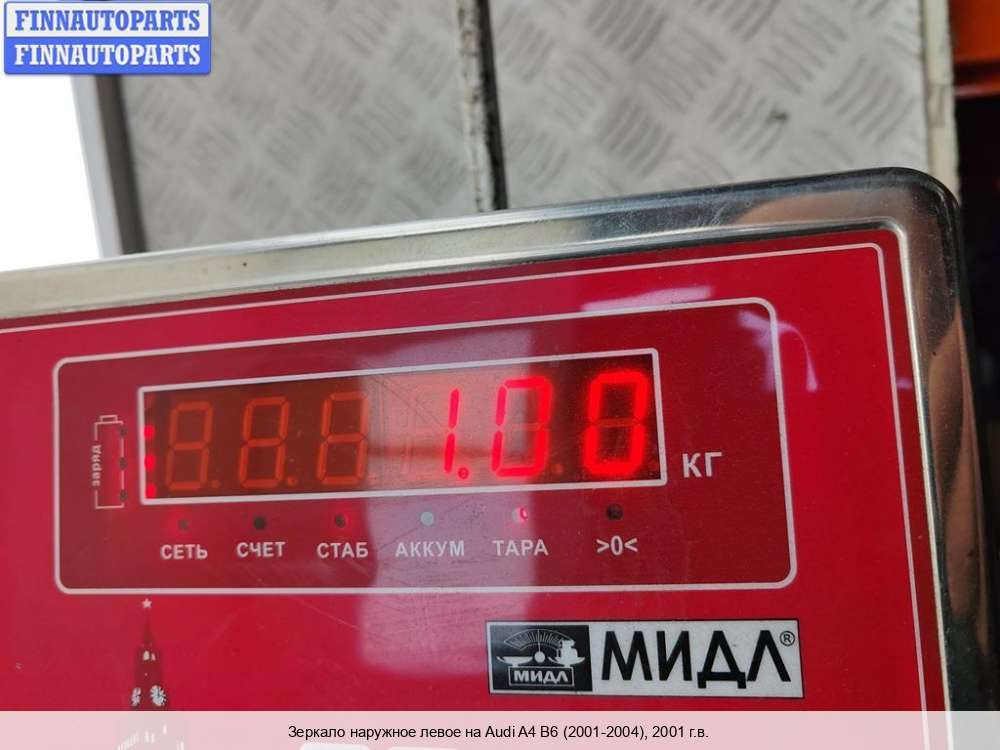 FINNAUTOPARTS
FINNAUTOPARTS
заряд
1.00
КГ
СЕТЬ СЧЕТ СТАБ АККУМ ТАРА >0<
МИДЛ МИДЛ®
Зеркало наружное левое на Audi A4 B6 (2001-2004), 2001 г.в.